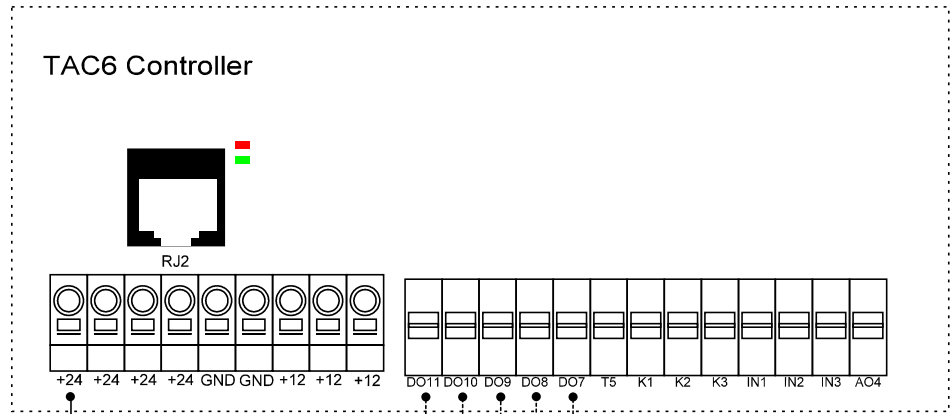 TAC6 Controller
RJ2
+24 +24 +24 +24 GND GND +12 +12 +12
DO11 DO10 DO9 DO8 DO7 T5 K1 K2 K3 IN1 IN2 IN3 AO4